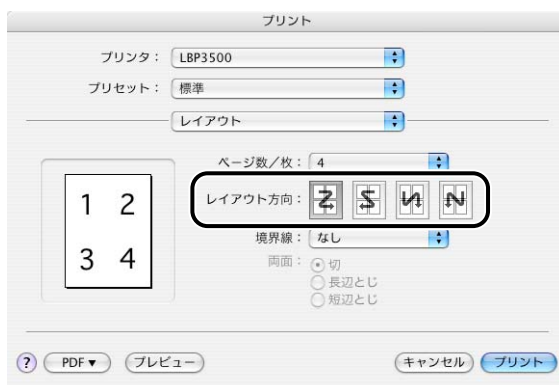 プリント
プリンタ： LBP3500
プリセット： 標準
レイアウト
ページ数／枚： 4
レイアウト方向：
1 2
3 4
境界線： なし
両面： 切
長辺とじ
短辺とじ
? PDF▼ プレビュー キャンセル プリント